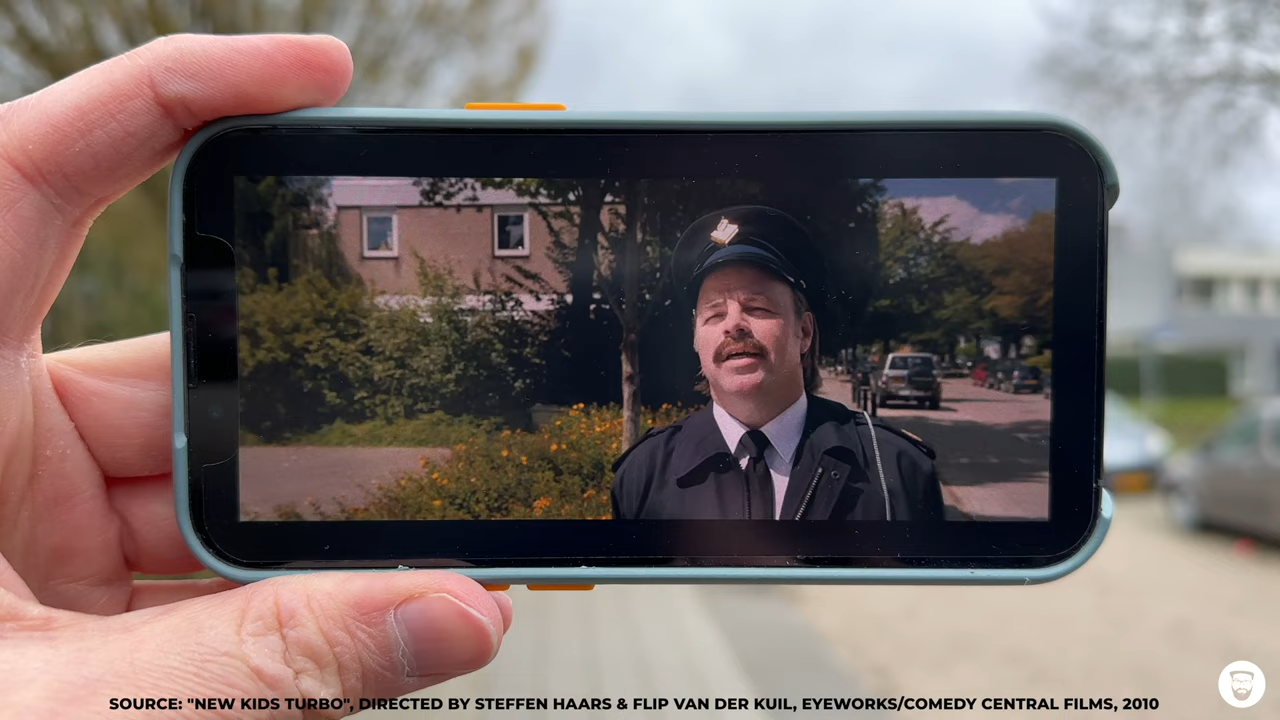 SOURCE: "NEW KIDS TURBO", DIRECTED BY STEFFEN HAARS & FLIP VAN DER KUIL, EYEWORKS/COMEDY CENTRAL FILMS, 2010